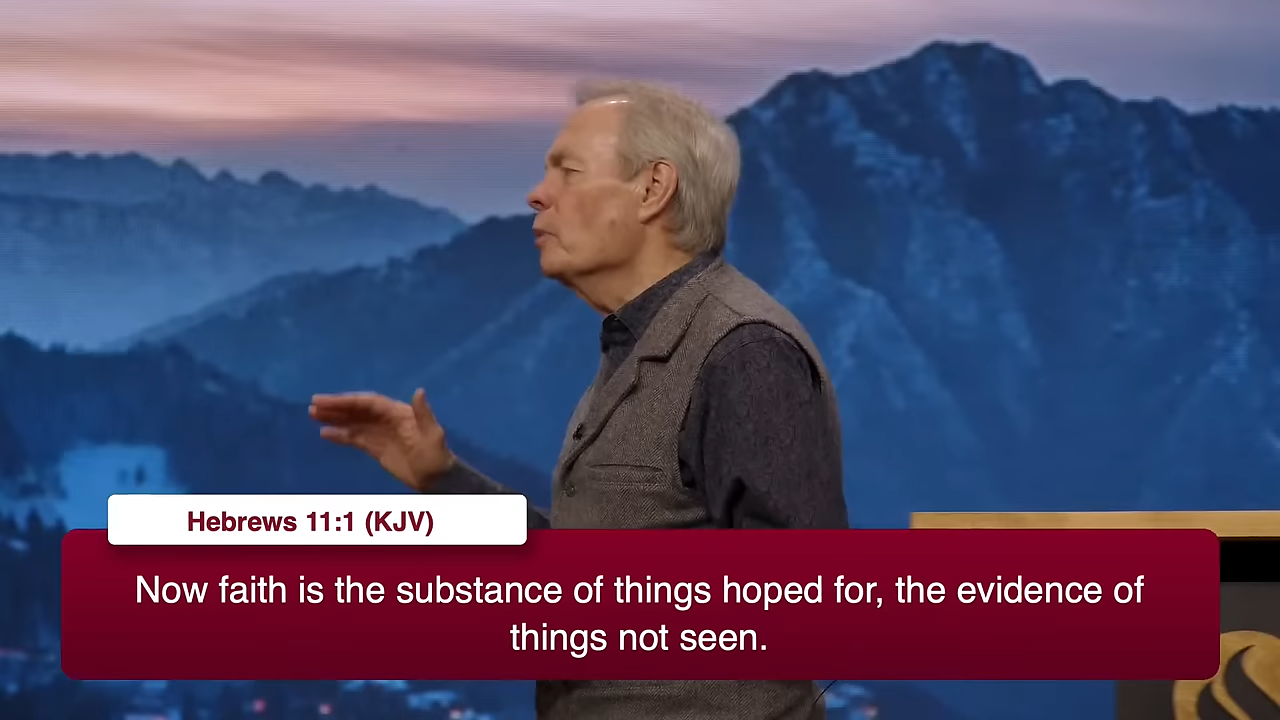 Hebrews 11:1 (KJV)
Now faith is the substance of things hoped for, the evidence of
things not seen.